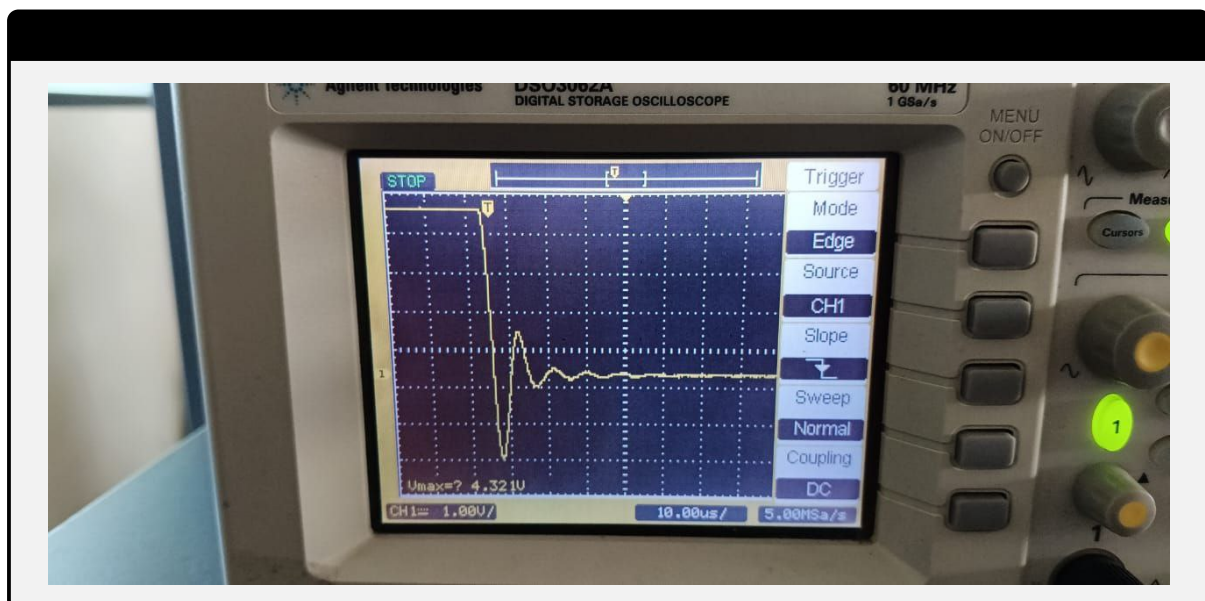 Agilent Technologies
DSO3062A
DIGITAL STORAGE OSCILLOSCOPE
60 MHz
1 GSa/s
MENU
ON/OFF
STOP
T
Trigger
Mode
Edge
Source
CH1
Slope
Sweep
Normal
Coupling
DC
T
1
Vmax=? 4.321V
CH1 1.00V/
10.00us/
5.00MSa/s
Cursors
1
1